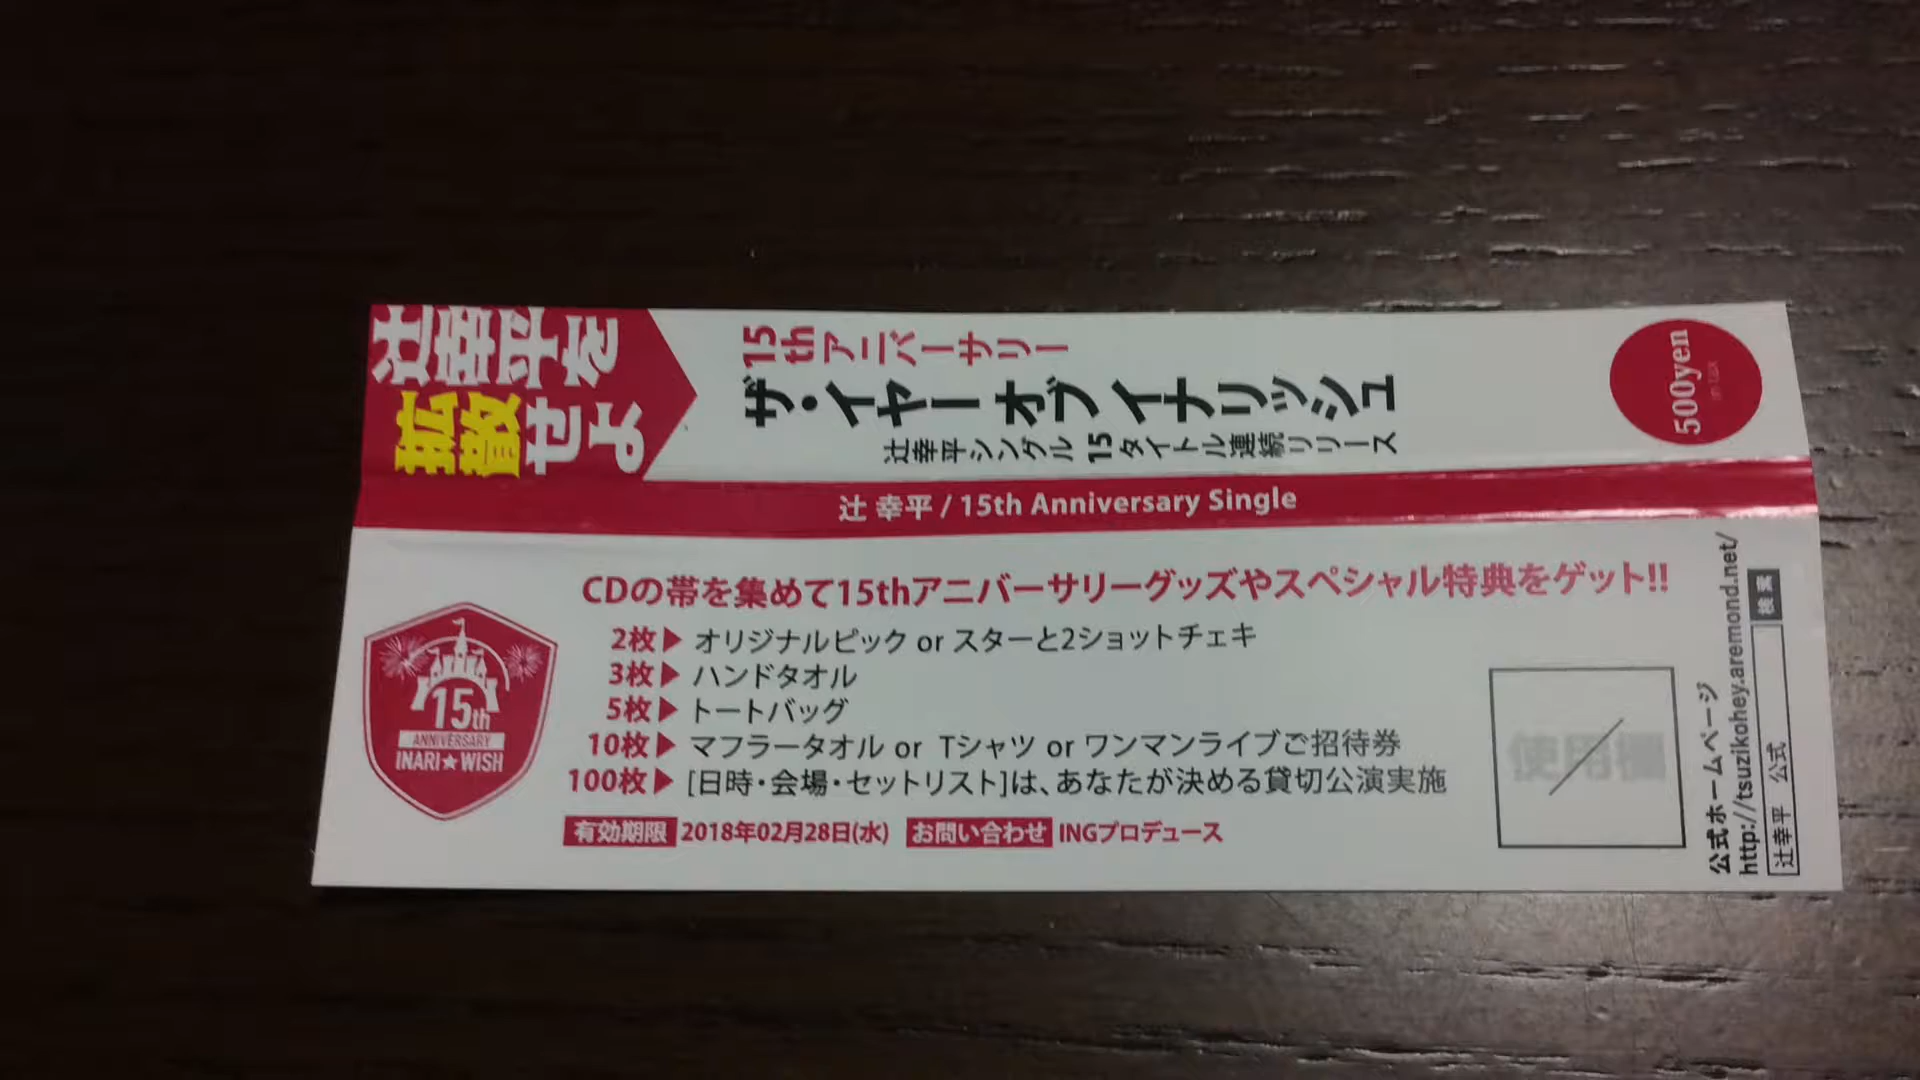 辻幸平を
拡散せよ
15thアニバーサリー
ザ・イヤー オブ イナリッシュ
辻幸平シングル 15タイトル連続リリース
500yen
in tax
辻 幸平 / 15th Anniversary Single
CDの帯を集めて15thアニバーサリーグッズやスペシャル特典をゲット!!
2枚▶ オリジナルピック or スターと2ショットチェキ
3枚▶ ハンドタオル
5枚▶ トートバッグ
10枚▶ マフラータオル or Tシャツ or ワンマンライブご招待券
100枚▶ [日時・会場・セットリスト]は、あなたが決める貸切公演実施
有効期限 2018年02月28日(水) お問い合わせ INGプロデュース
15th
ANNIVERSARY
INARI★WISH
使用欄
公式ホームページ
http://tsuzikohey.aremond.net/
辻幸平 公式 検索